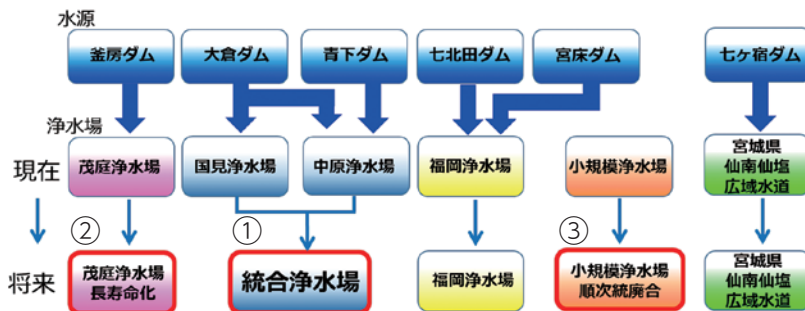 水源
釜房ダム
大倉ダム
青下ダム
七北田ダム
宮床ダム
七ヶ宿ダム
浄水場
現在
茂庭浄水場
国見浄水場
中原浄水場
福岡浄水場
小規模浄水場
宮城県
仙南仙塩
広域水道
②
①
③
将来
茂庭浄水場
長寿命化
統合浄水場
福岡浄水場
小規模浄水場
順次統廃合
宮城県
仙南仙塩
広域水道